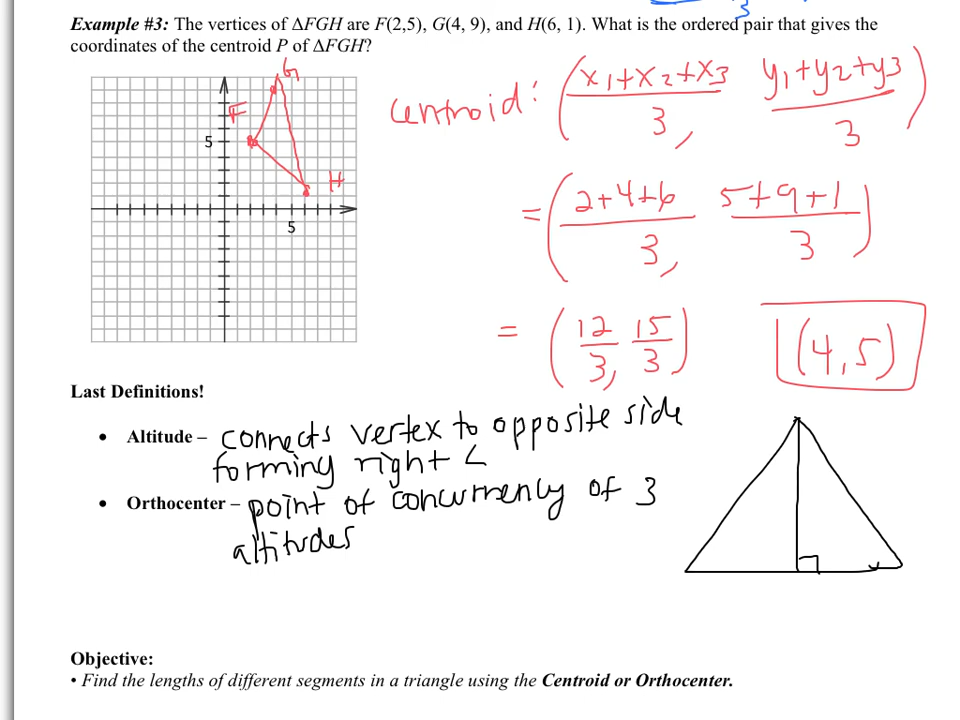 Example #3: The vertices of ΔFGH are F(2,5), G(4, 9), and H(6, 1). What is the ordered pair that gives the
coordinates of the centroid P of ΔFGH?
G
F
H
5
5
centroid: (x₁+x₂+x₃/3, y₁+y₂+y₃/3)
= (2+4+6/3, 5+9+1/3)
= (12/3, 15/3) (4,5)
Last Definitions!
• Altitude – connects vertex to opposite side
forming right <
• Orthocenter – point of concurrency of 3
altitudes
Objective:
• Find the lengths of different segments in a triangle using the Centroid or Orthocenter.